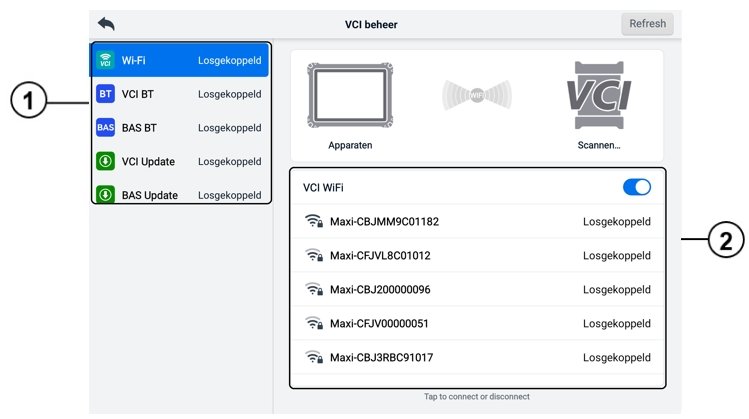 VCI beheer
Refresh
VCI
Wi-Fi Losgekoppeld
BT VCI BT Losgekoppeld
BAS BAS BT Losgekoppeld
VCI Update Losgekoppeld
BAS Update Losgekoppeld
1
WiFi
VCI
Apparaten
Scannen...
VCI WiFi
Maxi-CBJMM9C01182 Losgekoppeld
Maxi-CFJVL8C01012 Losgekoppeld
Maxi-CBJ200000096 Losgekoppeld
Maxi-CFJV00000051 Losgekoppeld
Maxi-CBJ3RBC91017 Losgekoppeld
2
Tap to connect or disconnect